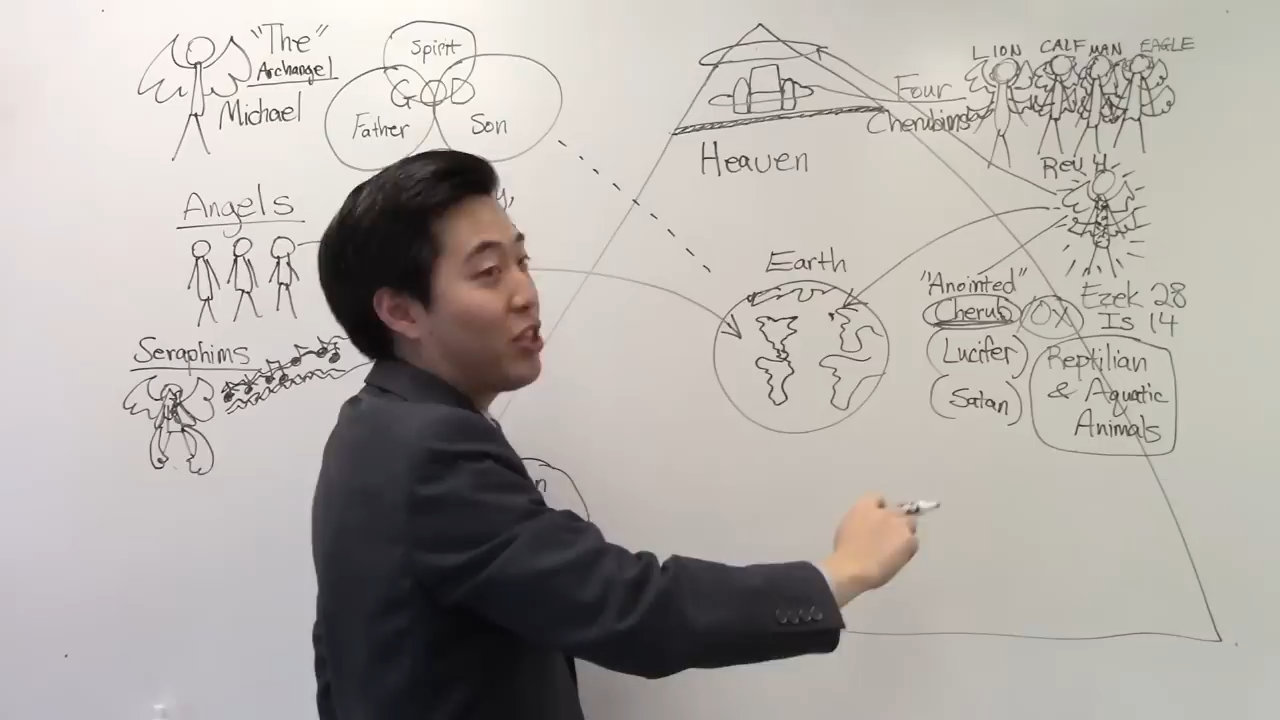 "The"
Archangel
Michael
Spirit
GOD
Father
Son
Angels
Seraphims
Heaven
Four
Cherubims
LION
CALF
MAN
EAGLE
Rev 4
Earth
"Anointed"
Cherub
OX
Ezek 28
Is 14
Lucifer
Satan
Reptilian
& Aquatic
Animals